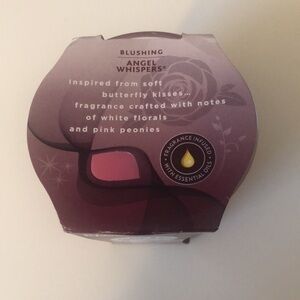 BLUSHING
ANGEL
WHISPERS®
inspired from soft
butterfly kisses...
fragrance crafted with notes
of white florals
and pink peonies
• FRAGRANCE INFUSED •
WITH ESSENTIAL OILS